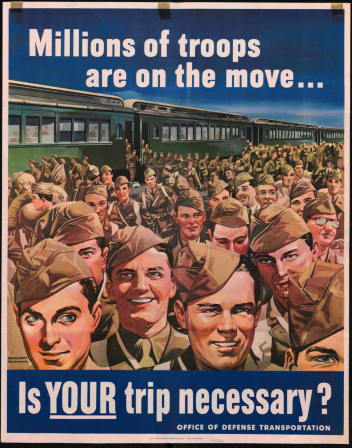 Millions of troops
are on the move...
Is YOUR trip necessary?
OFFICE OF DEFENSE TRANSPORTATION